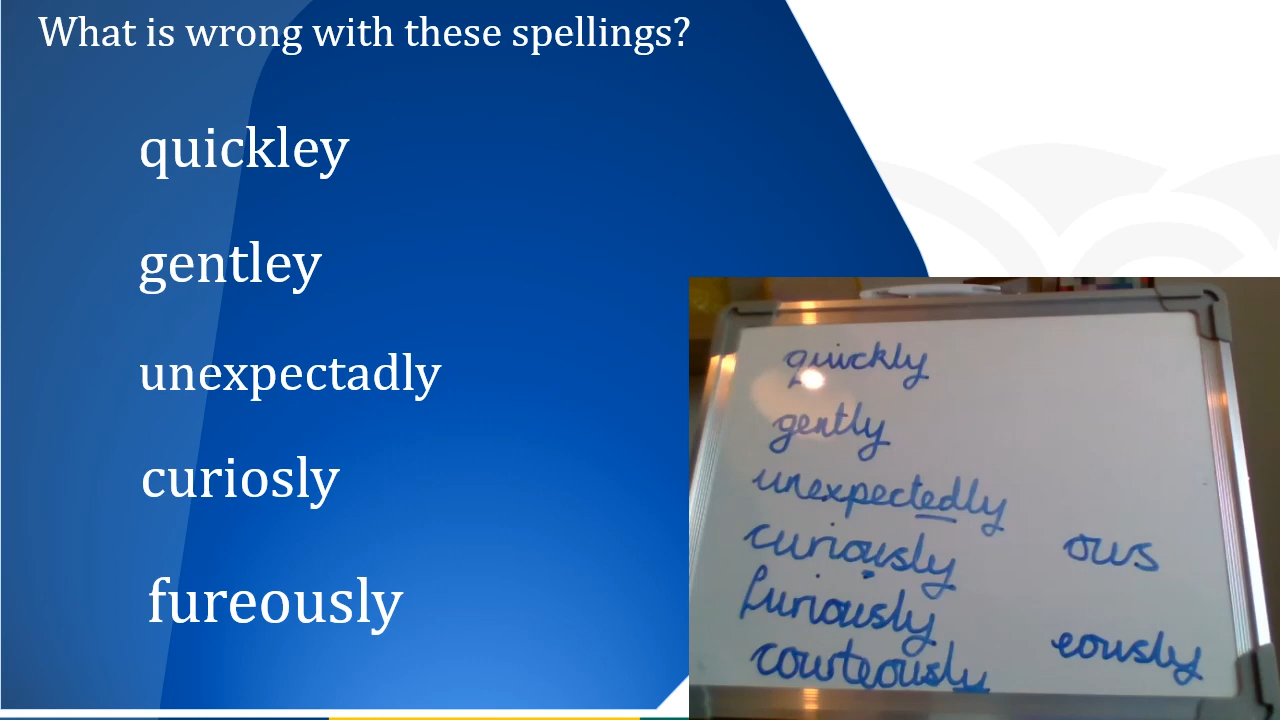 What is wrong with these spellings?
quickley
gentley
unexpectadly
curiosly
fureously
quickly
gently
unexpectedly
curiously ous
furiously
courteously eously